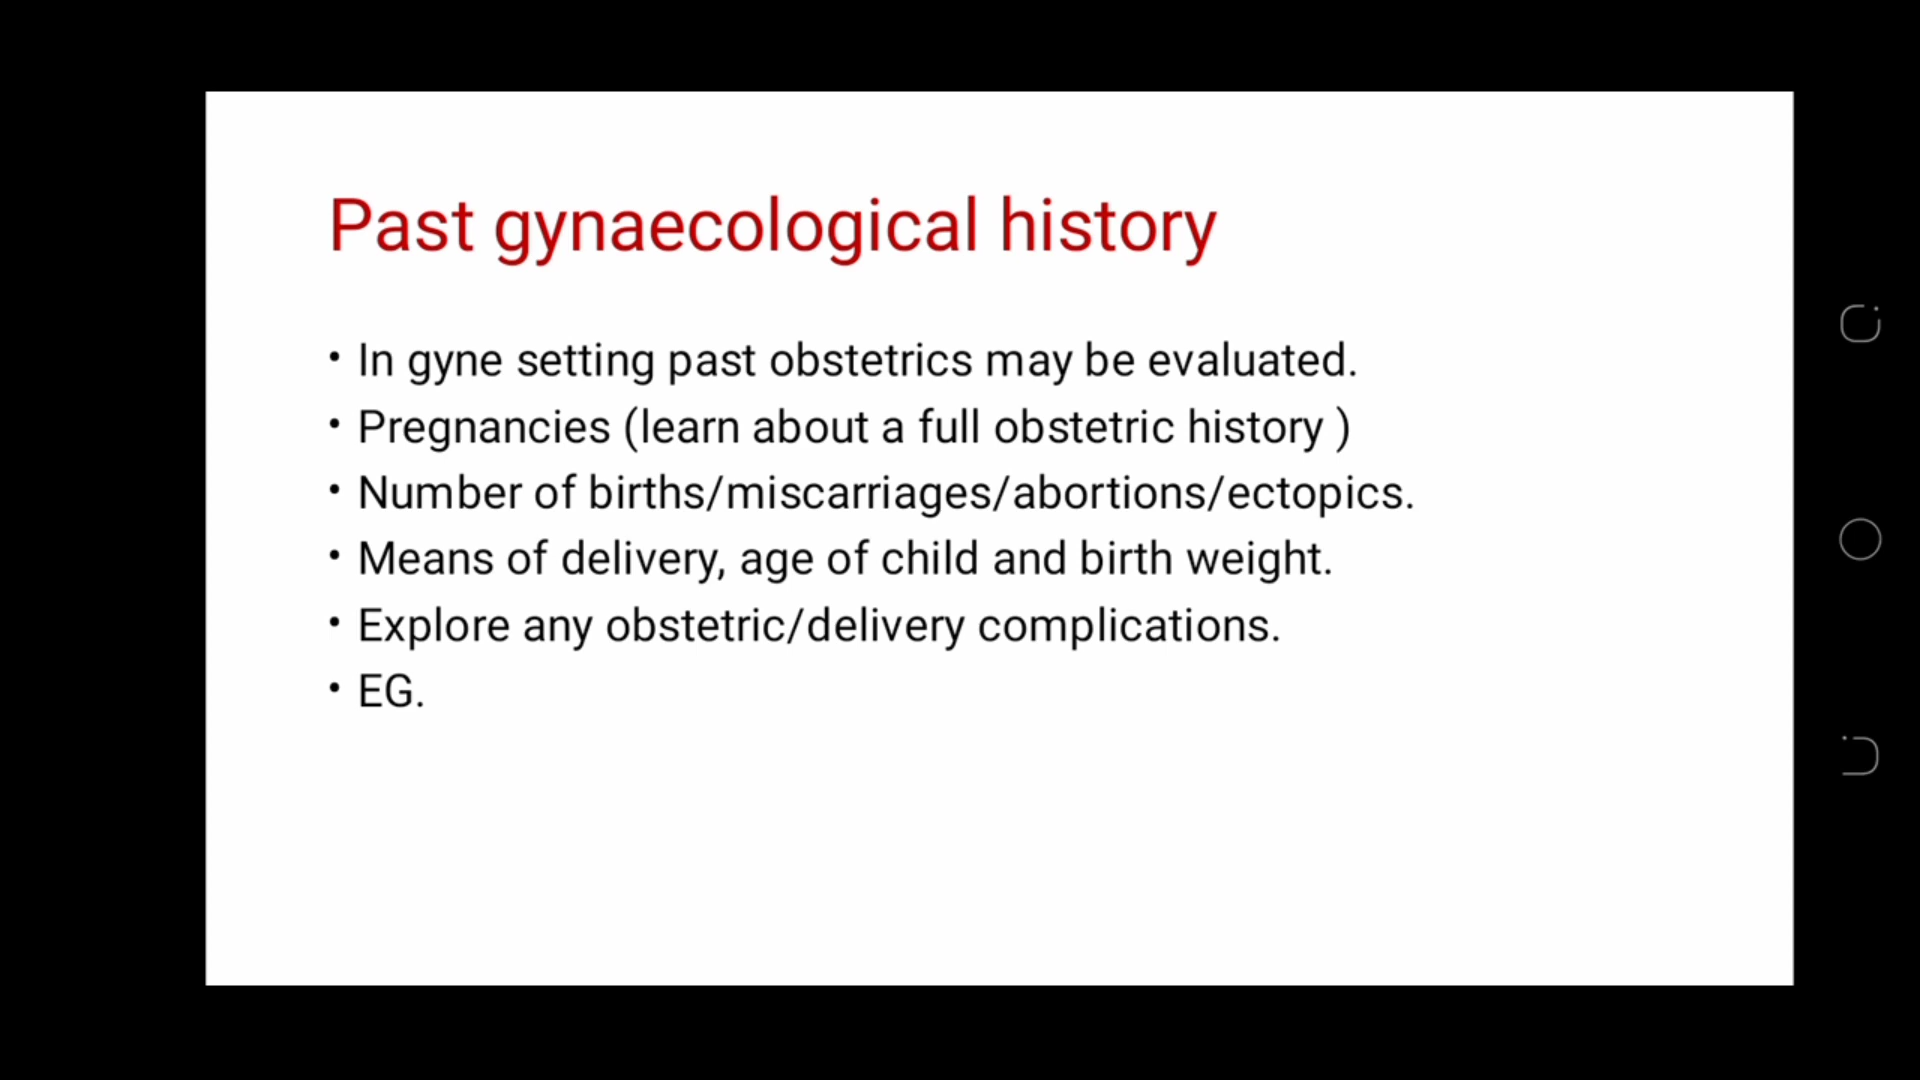 Past gynaecological history
• In gyne setting past obstetrics may be evaluated.
• Pregnancies (learn about a full obstetric history )
• Number of births/miscarriages/abortions/ectopics.
• Means of delivery, age of child and birth weight.
• Explore any obstetric/delivery complications.
• EG.